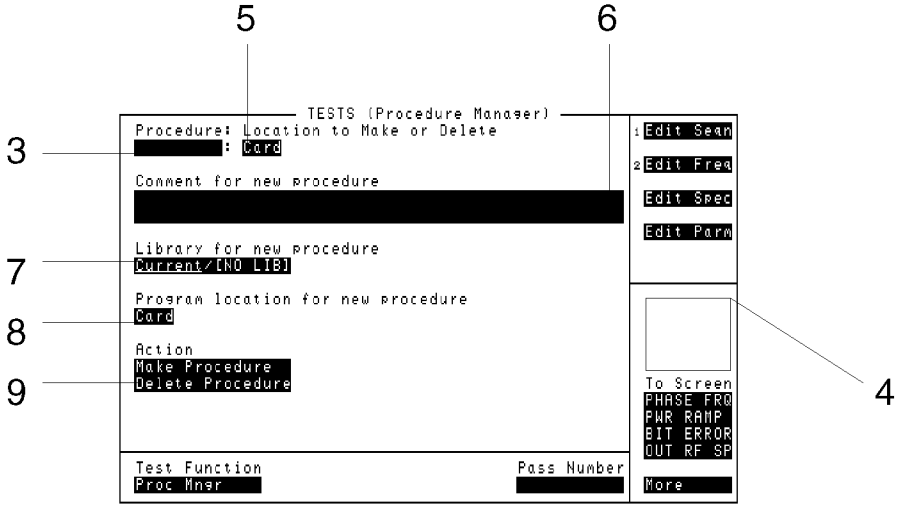 5
6
TESTS (Procedure Manager)
Procedure: Location to Make or Delete
3
: Card
Comment for new procedure
Library for new procedure
7
Current/[NO LIB]
Program location for new procedure
8
Card
Action
Make Procedure
9
Delete Procedure
Test Function
Proc Mngr
Pass Number
1 Edit Seqn
2 Edit Freq
Edit Spec
Edit Parm
4
To Screen
PHASE FRQ
PWR RAMP
BIT ERROR
OUT RF SP
More